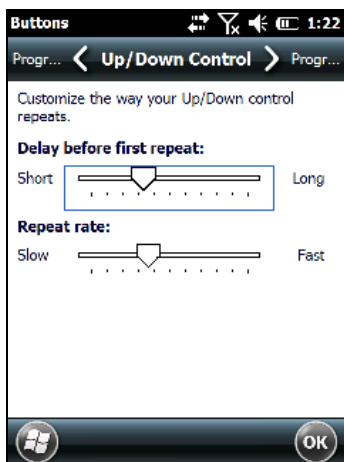 Buttons 1:22
Progr... Up/Down Control Progr...
Customize the way your Up/Down control
repeats.
Delay before first repeat:
Short Long
Repeat rate:
Slow Fast
OK